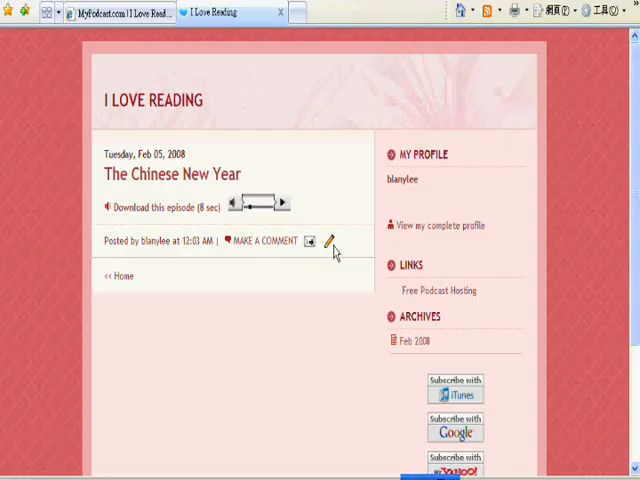 MyPodcast.com | I Love Read...
I Love Reading
網頁(P)
工具(O)
I LOVE READING
Tuesday, Feb 05, 2008
The Chinese New Year
Download this episode (8 sec)
Posted by blanylee at 12:03 AM | MAKE A COMMENT
<< Home
MY PROFILE
blanylee
View my complete profile
LINKS
Free Podcast Hosting
ARCHIVES
Feb 2008
Subscribe with
iTunes
Subscribe with
Google
Subscribe with
MY YAHOO!